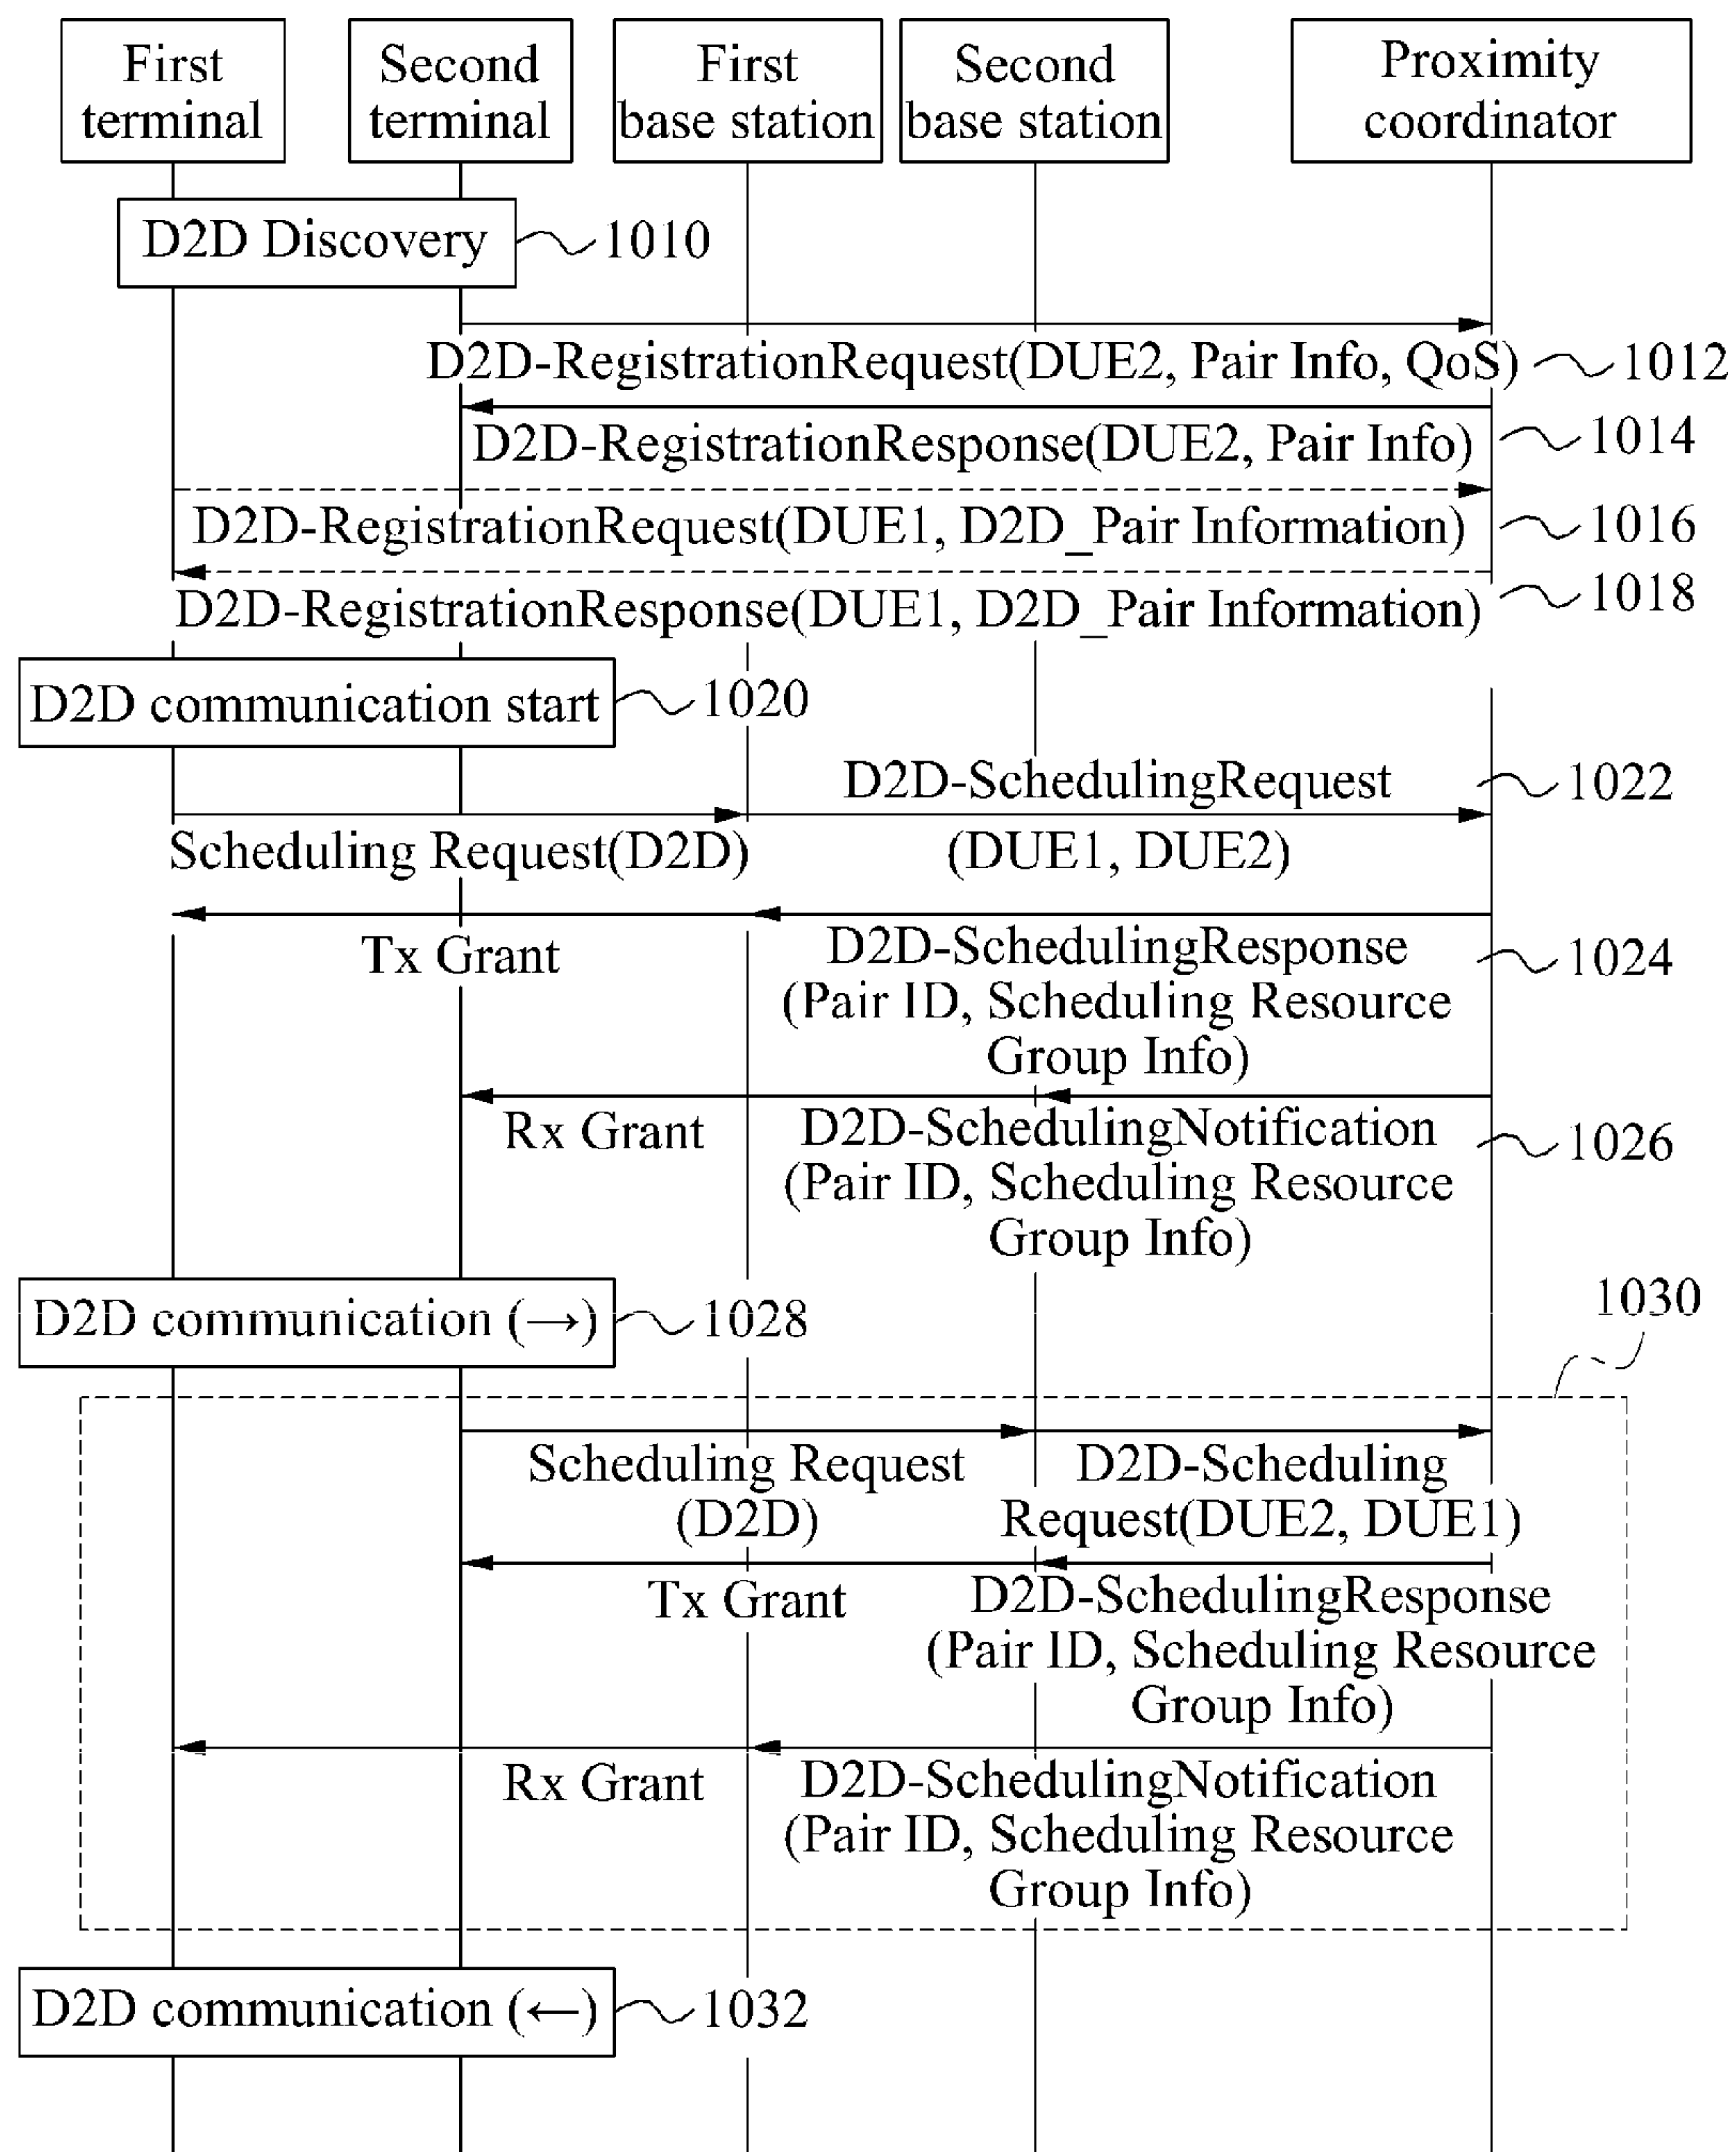 First
terminal
Second
terminal
First
base station
Second
base station
Proximity
coordinator
D2D Discovery
1010
D2D-RegistrationRequest(DUE2, Pair Info, QoS)
1012
D2D-RegistrationResponse(DUE2, Pair Info)
1014
D2D-RegistrationRequest(DUE1, D2D_Pair Information)
1016
D2D-RegistrationResponse(DUE1, D2D_Pair Information)
1018
D2D communication start
1020
D2D-SchedulingRequest
1022
Scheduling Request(D2D)
(DUE1, DUE2)
Tx Grant
D2D-SchedulingResponse
(Pair ID, Scheduling Resource
Group Info)
1024
Rx Grant
D2D-SchedulingNotification
(Pair ID, Scheduling Resource
Group Info)
1026
D2D communication (→)
1028
1030
Scheduling Request
(D2D)
D2D-Scheduling
Request(DUE2, DUE1)
Tx Grant
D2D-SchedulingResponse
(Pair ID, Scheduling Resource
Group Info)
Rx Grant
D2D-SchedulingNotification
(Pair ID, Scheduling Resource
Group Info)
D2D communication (←)
1032